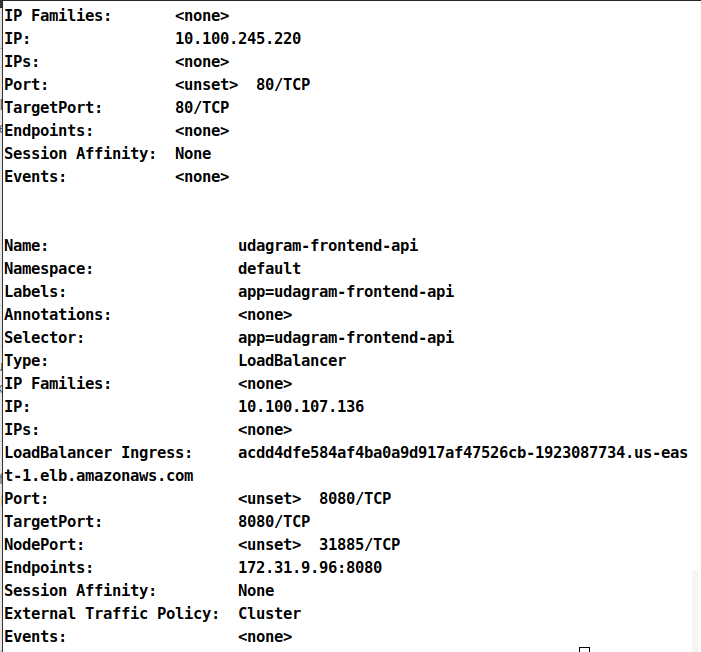 IP Families:       <none>
IP:                10.100.245.220
IPs:               <none>
Port:              <unset>  80/TCP
TargetPort:        80/TCP
Endpoints:         <none>
Session Affinity:  None
Events:            <none>
Name:                     udagram-frontend-api
Namespace:                default
Labels:                   app=udagram-frontend-api
Annotations:              <none>
Selector:                 app=udagram-frontend-api
Type:                     LoadBalancer
IP Families:              <none>
IP:                       10.100.107.136
IPs:                      <none>
LoadBalancer Ingress:     acdd4dfe584af4ba0a9d917af47526cb-1923087734.us-eas
t-1.elb.amazonaws.com
Port:                     <unset>  8080/TCP
TargetPort:               8080/TCP
NodePort:                 <unset>  31885/TCP
Endpoints:                172.31.9.96:8080
Session Affinity:         None
External Traffic Policy:  Cluster
Events:                   <none>